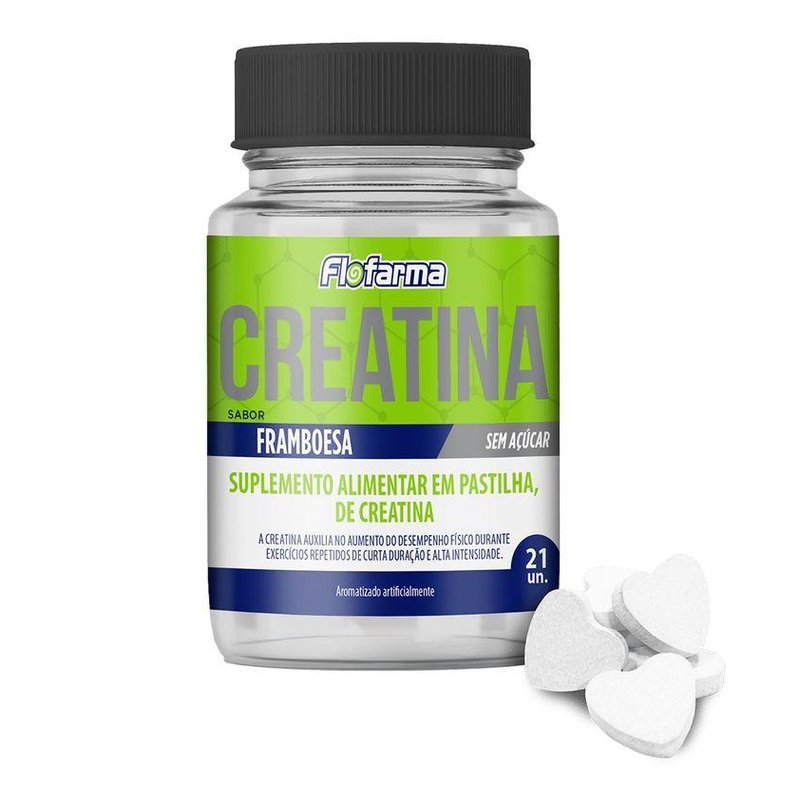 Flofarma
CREATINA
SABOR
FRAMBOESA
SEM AÇÚCAR
SUPLEMENTO ALIMENTAR EM PASTILHA,
DE CREATINA
A CREATINA AUXILIA NO AUMENTO DO DESEMPENHO FÍSICO DURANTE
EXERCÍCIOS REPETIDOS DE CURTA DURAÇÃO E ALTA INTENSIDADE.
21
un.
Aromatizado artificialmente